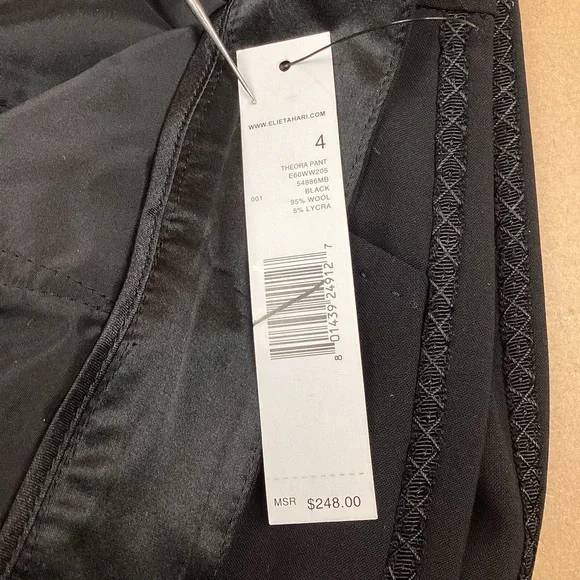 WWW.ELIETAHARI.COM
4
THEORA PANT
E60WW205
54886MB
BLACK
001
95% WOOL
5% LYCRA
8 01439 24912 7
MSR $248.00